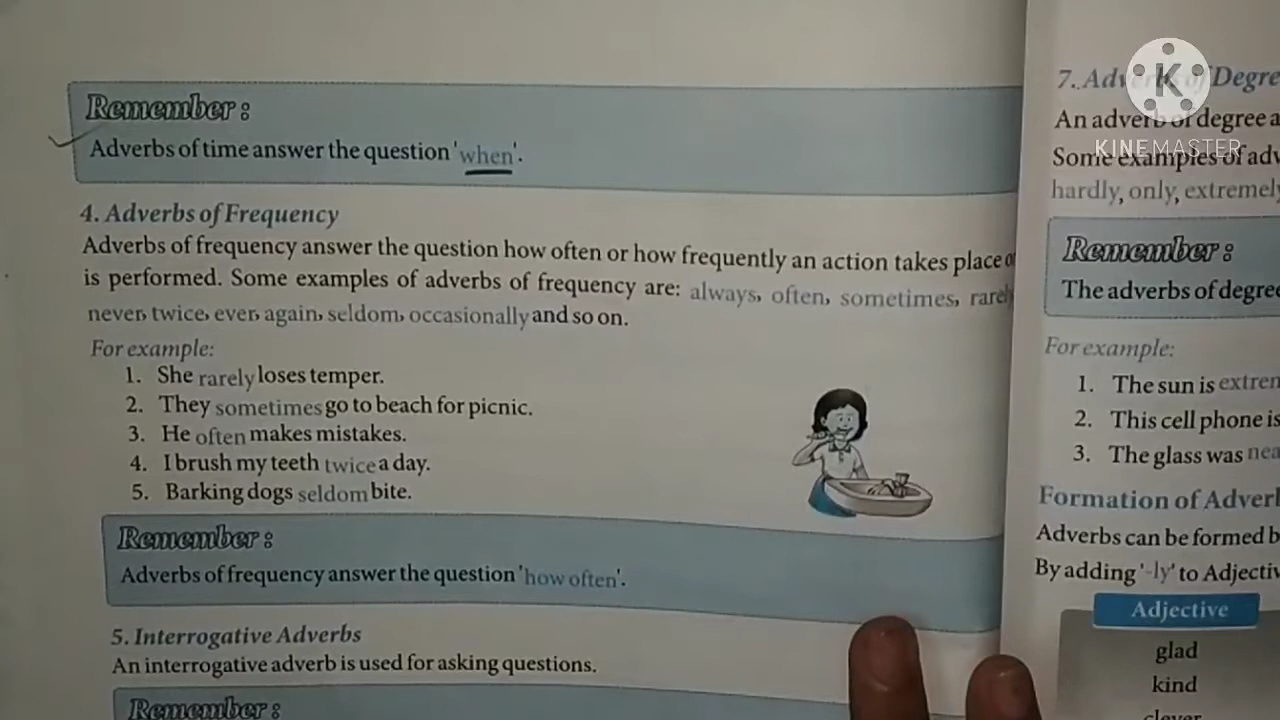 Remember :
Adverbs of time answer the question 'when'.
4. Adverbs of Frequency
Adverbs of frequency answer the question how often or how frequently an action takes place
is performed. Some examples of adverbs of frequency are: always, often, sometimes, rarely
never, twice, ever, again, seldom, occasionally and so on.
For example:
1. She rarely loses temper.
2. They sometimes go to beach for picnic.
3. He often makes mistakes.
4. I brush my teeth twice a day.
5. Barking dogs seldom bite.
Remember :
Adverbs of frequency answer the question 'how often'.
5. Interrogative Adverbs
An interrogative adverb is used for asking questions.
Remember :
7. Adverbs of Degre
An adverb of degree a
Some examples of adv
hardly, only, extremely
Remember :
The adverbs of degree
For example:
1. The sun is extrem
2. This cell phone is
3. The glass was nea
Formation of Adverb
Adverbs can be formed b
By adding '-ly' to Adjectiv
Adjective
glad
kind
clever
K
KINEMASTER